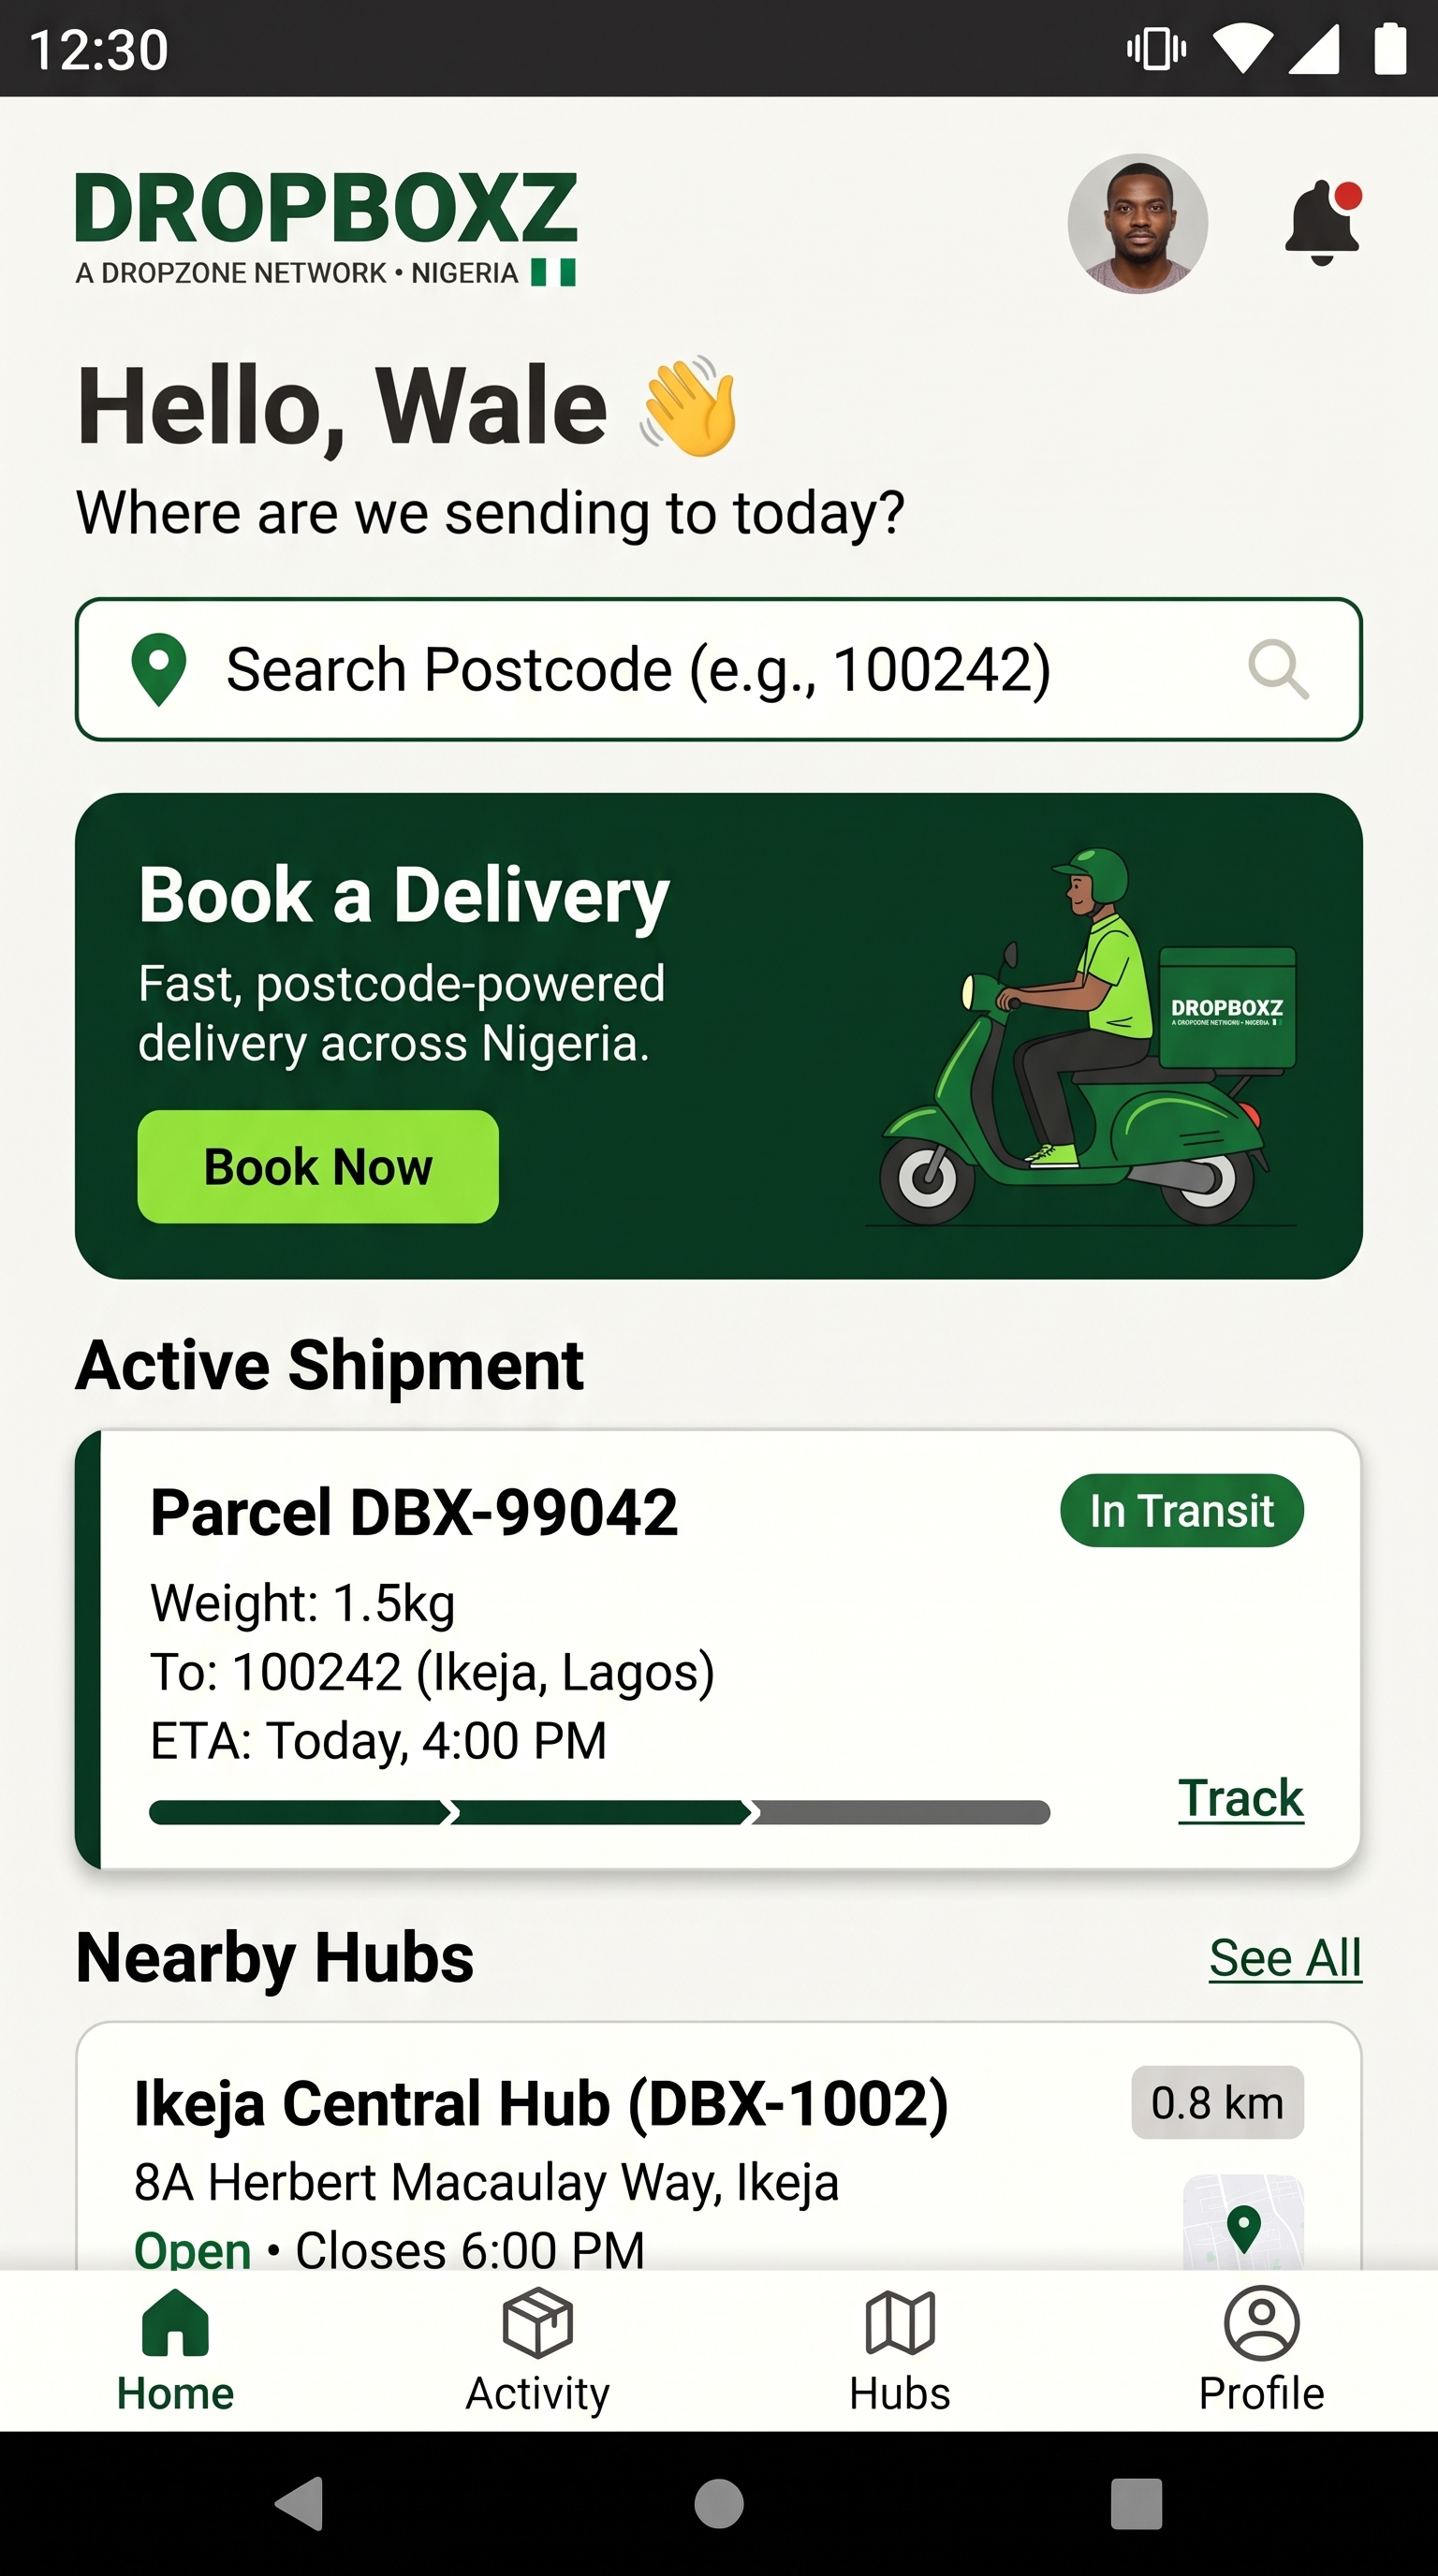 12:30
DROPBOXZ
A DROPZONE NETWORK • NIGERIA
Hello, Wale 👋
Where are we sending to today?
Search Postcode (e.g., 100242)
Book a Delivery
Fast, postcode-powered
delivery across Nigeria.
Book Now
DROPBOXZ
Active Shipment
Parcel DBX-99042
In Transit
Weight: 1.5kg
To: 100242 (Ikeja, Lagos)
ETA: Today, 4:00 PM
Track
Nearby Hubs
See All
Ikeja Central Hub (DBX-1002)
0.8 km
8A Herbert Macaulay Way, Ikeja
Open • Closes 6:00 PM
Home
Activity
Hubs
Profile